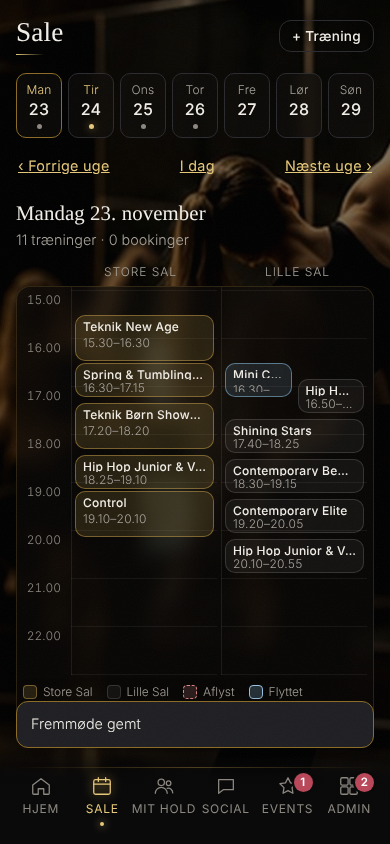 Sale
+ Træning
Man Tir Ons Tor Fre Lør Søn
23 24 25 26 27 28 29
‹ Forrige uge I dag Næste uge ›
Mandag 23. november
11 træninger · 0 bookinger
STORE SAL LILLE SAL
15.00
Teknik New Age
15.30–16.30
16.00
Spring & Tumbling...
16.30–17.15
Mini C...
16.30–
17.00
Hip H...
16.50–...
Teknik Børn Show...
17.20–18.20
Shining Stars
17.40–18.25
18.00
Hip Hop Junior & V...
18.25–19.10
Contemporary Be...
18.30–19.15
19.00
Control
19.10–20.10
Contemporary Elite
19.20–20.05
20.00
Hip Hop Junior & V...
20.10–20.55
21.00
22.00
Store Sal Lille Sal Aflyst Flyttet
Fremmøde gemt
1 2
HJEM SALE MIT HOLD SOCIAL EVENTS ADMIN